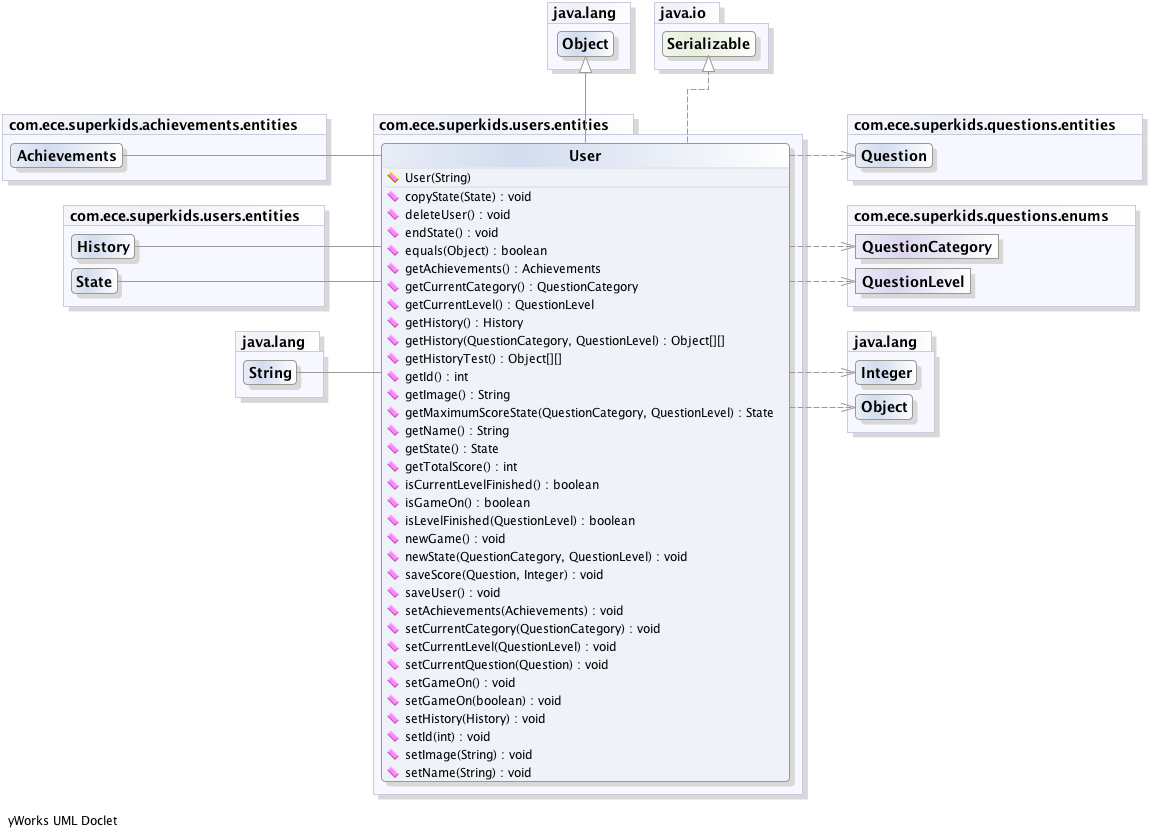 java.lang
Object
java.io
Serializable
com.ece.superkids.achievements.entities
Achievements
com.ece.superkids.users.entities
History
State
java.lang
String
com.ece.superkids.users.entities
User
User(String)
copyState(State) : void
deleteUser() : void
endState() : void
equals(Object) : boolean
getAchievements() : Achievements
getCurrentCategory() : QuestionCategory
getCurrentLevel() : QuestionLevel
getHistory() : History
getHistory(QuestionCategory, QuestionLevel) : Object[][]
getHistoryTest() : Object[][]
getId() : int
getImage() : String
getMaximumScoreState(QuestionCategory, QuestionLevel) : State
getName() : String
getState() : State
getTotalScore() : int
isCurrentLevelFinished() : boolean
isGameOn() : boolean
isLevelFinished(QuestionLevel) : boolean
newGame() : void
newState(QuestionCategory, QuestionLevel) : void
saveScore(Question, Integer) : void
saveUser() : void
setAchievements(Achievements) : void
setCurrentCategory(QuestionCategory) : void
setCurrentLevel(QuestionLevel) : void
setCurrentQuestion(Question) : void
setGameOn() : void
setGameOn(boolean) : void
setHistory(History) : void
setId(int) : void
setImage(String) : void
setName(String) : void
com.ece.superkids.questions.entities
Question
com.ece.superkids.questions.enums
QuestionCategory
QuestionLevel
java.lang
Integer
Object
yWorks UML Doclet